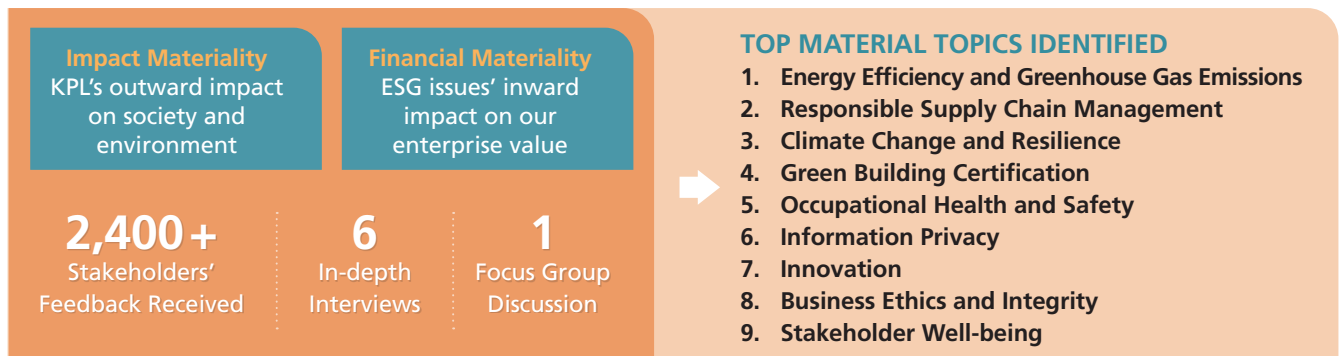 Impact Materiality
KPL's outward impact
on society and
environment
Financial Materiality
ESG issues' inward
impact on our
enterprise value
2,400+
Stakeholders'
Feedback Received
6
In-depth
Interviews
1
Focus Group
Discussion
TOP MATERIAL TOPICS IDENTIFIED
1. Energy Efficiency and Greenhouse Gas Emissions
2. Responsible Supply Chain Management
3. Climate Change and Resilience
4. Green Building Certification
5. Occupational Health and Safety
6. Information Privacy
7. Innovation
8. Business Ethics and Integrity
9. Stakeholder Well-being